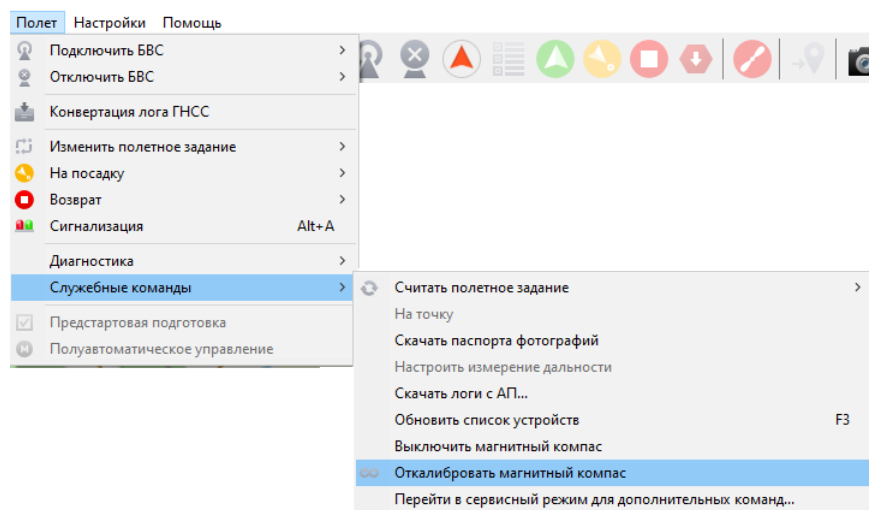 Полет Настройки Помощь
Подключить БВС
Отключить БВС
Конвертация лога ГНСС
Изменить полетное задание
На посадку
Возврат
Сигнализация Alt+A
Диагностика
Служебные команды
Предстартовая подготовка
Полуавтоматическое управление
Считать полетное задание
На точку
Скачать паспорта фотографий
Настроить измерение дальности
Скачать логи с АП...
Обновить список устройств F3
Выключить магнитный компас
Откалибровать магнитный компас
Перейти в сервисный режим для дополнительных команд...